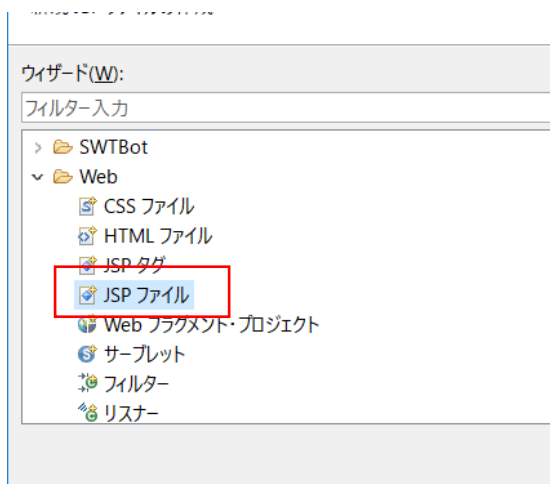 ウィザード(W):
フィルター入力
SWTBot
Web
CSS ファイル
HTML ファイル
JSP タグ
JSP ファイル
Web フラグメント・プロジェクト
サーブレット
フィルター
リスナー